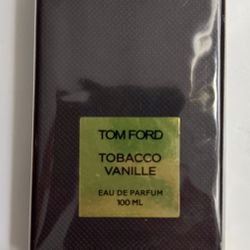 TOM FORD
TOBACCO
VANILLE
EAU DE PARFUM
100 ML